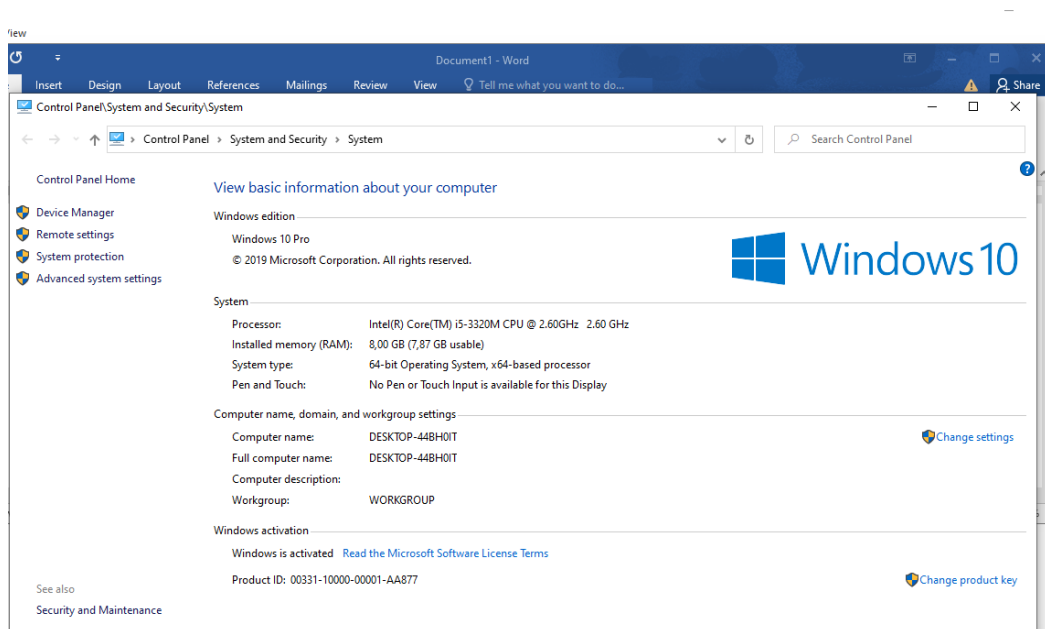 View
Document1 - Word
Insert Design Layout References Mailings Review View Tell me what you want to do... Share
Control Panel\System and Security\System
Control Panel › System and Security › System Search Control Panel
Control Panel Home
Device Manager
Remote settings
System protection
Advanced system settings
See also
Security and Maintenance
View basic information about your computer
Windows edition
Windows 10 Pro
© 2019 Microsoft Corporation. All rights reserved.
Windows 10
System
Processor: Intel(R) Core(TM) i5-3320M CPU @ 2.60GHz 2.60 GHz
Installed memory (RAM): 8,00 GB (7,87 GB usable)
System type: 64-bit Operating System, x64-based processor
Pen and Touch: No Pen or Touch Input is available for this Display
Computer name, domain, and workgroup settings
Computer name: DESKTOP-44BH0IT Change settings
Full computer name: DESKTOP-44BH0IT
Computer description:
Workgroup: WORKGROUP
Windows activation
Windows is activated Read the Microsoft Software License Terms
Product ID: 00331-10000-00001-AA877 Change product key